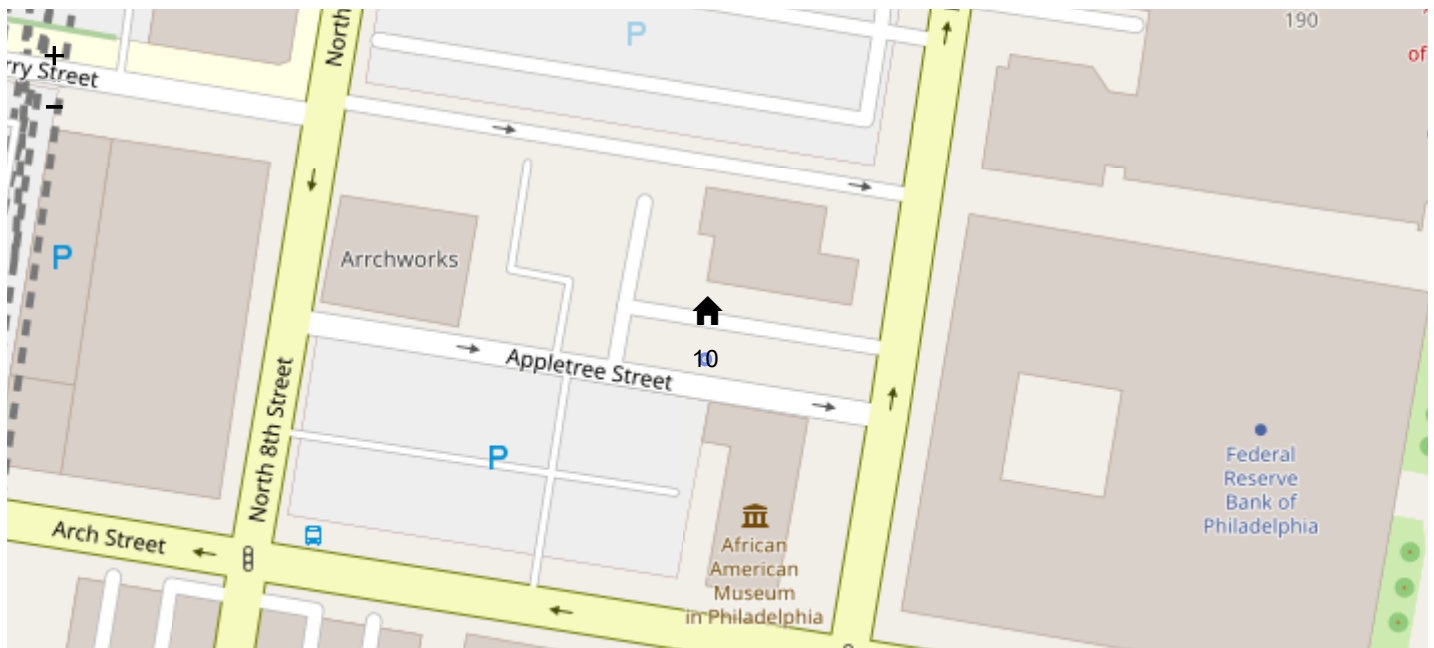 North
P
190
of
+
rry Street
−
P
Arrchworks
10
Appletree Street
North 8th Street
P
Federal
Reserve
Bank of
Philadelphia
Arch Street
African
American
Museum
in Philadelphia